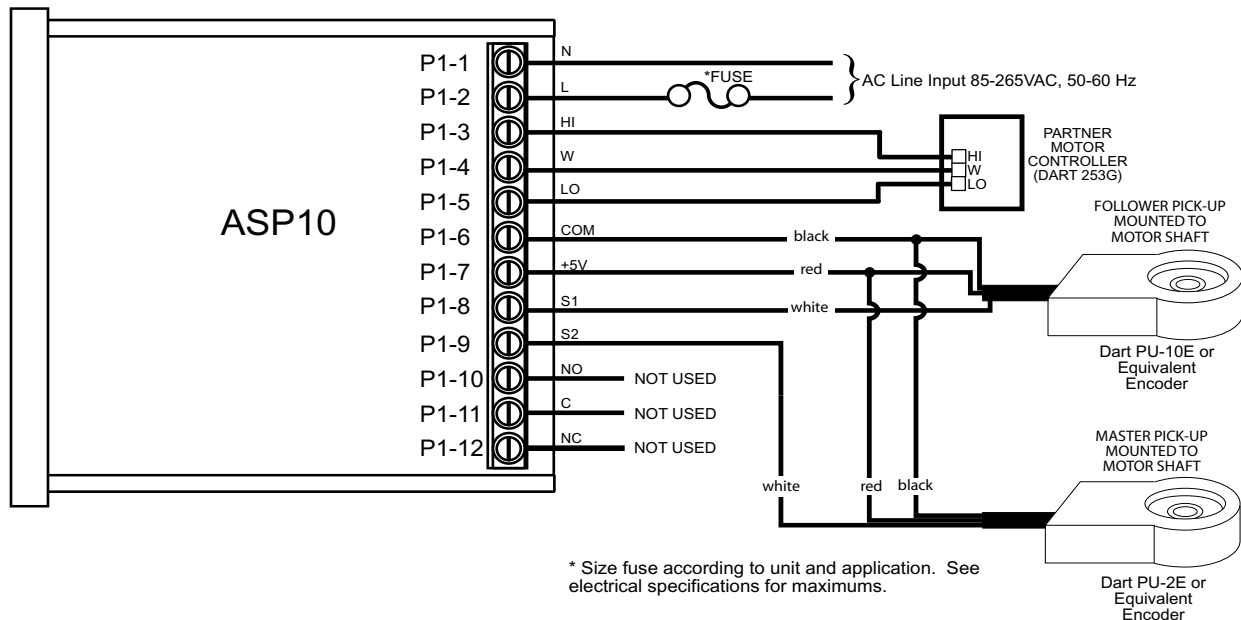 ASP10
P1-1
P1-2
P1-3
P1-4
P1-5
P1-6
P1-7
P1-8
P1-9
P1-10
P1-11
P1-12
N
L
HI
W
LO
COM
+5V
S1
S2
NO
C
NC
*FUSE
AC Line Input 85-265VAC, 50-60 Hz
HI
W
LO
PARTNER
MOTOR
CONTROLLER
(DART 253G)
black
red
white
NOT USED
NOT USED
NOT USED
FOLLOWER PICK-UP
MOUNTED TO
MOTOR SHAFT
Dart PU-10E or
Equivalent
Encoder
white
red
black
MASTER PICK-UP
MOUNTED TO
MOTOR SHAFT
Dart PU-2E or
Equivalent
Encoder
* Size fuse according to unit and application. See
electrical specifications for maximums.